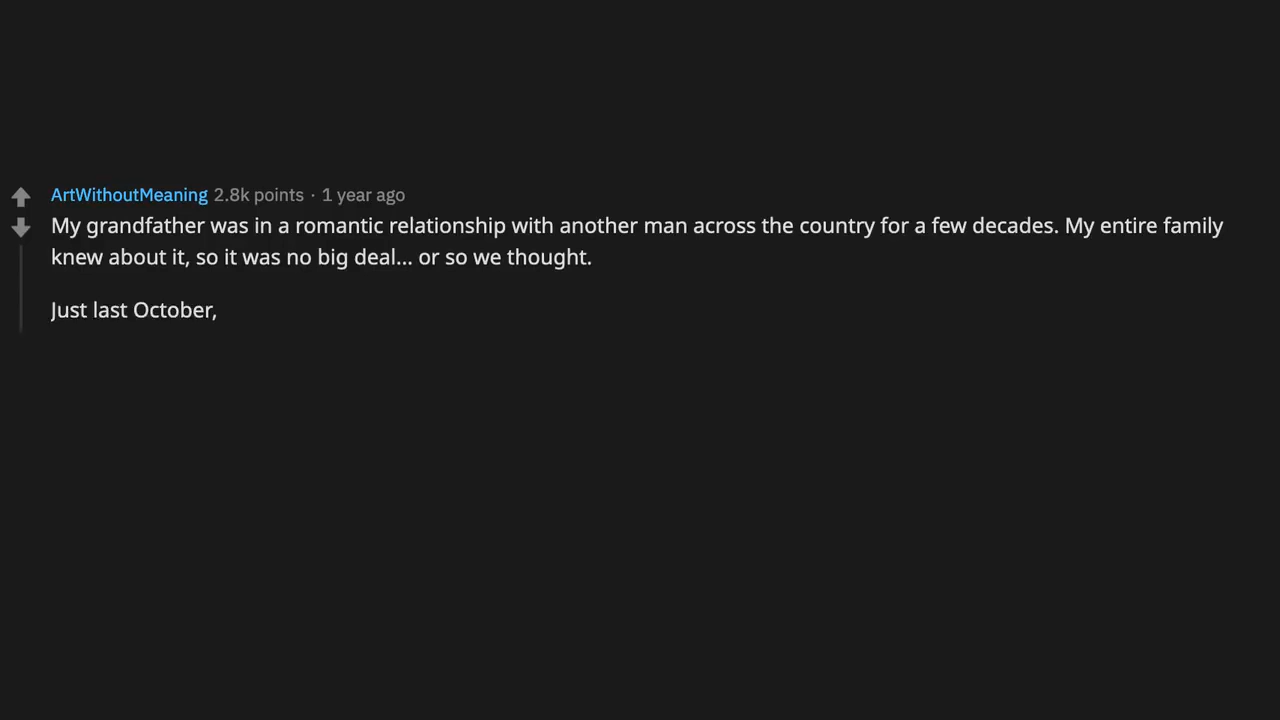 ArtWithoutMeaning 2.8k points · 1 year ago
My grandfather was in a romantic relationship with another man across the country for a few decades. My entire family
knew about it, so it was no big deal... or so we thought.
Just last October,